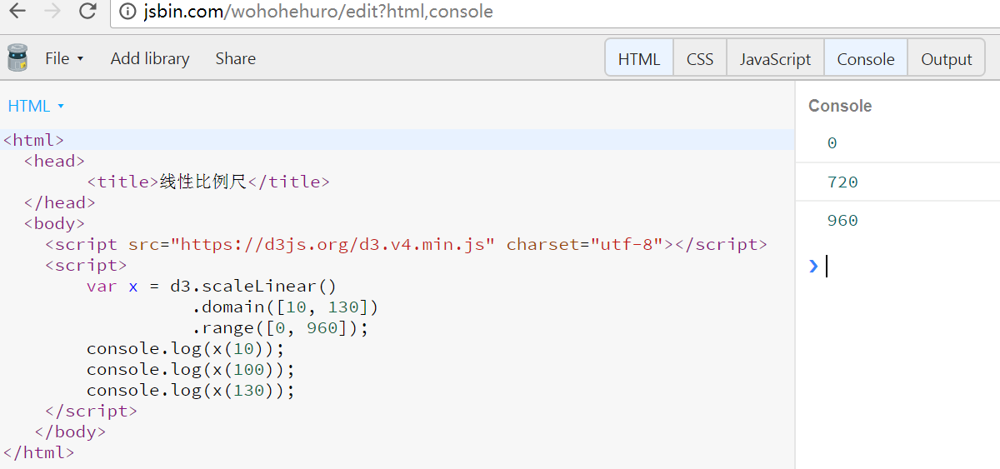 jsbin.com/wohohehuro/edit?html,console
File Add library Share HTML CSS JavaScript Console Output
HTML
<html>
<head>
<title>线性比例尺</title>
</head>
<body>
<script src="https://d3js.org/d3.v4.min.js" charset="utf-8"></script>
<script>
var x = d3.scaleLinear()
.domain([10, 130])
.range([0, 960]);
console.log(x(10));
console.log(x(100));
console.log(x(130));
</script>
</body>
</html>
Console
0
720
960